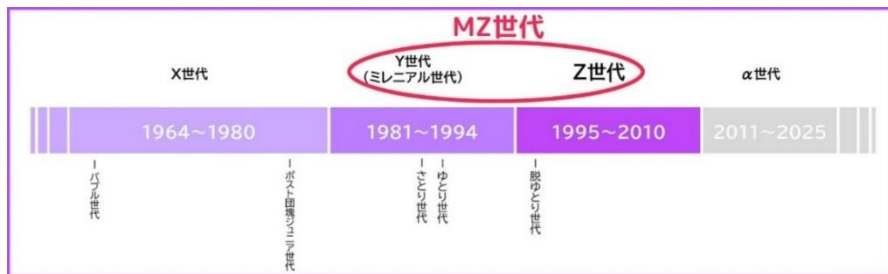 MZ世代
X世代
Y世代
(ミレニアル世代)
Z世代
α世代
1964~1980
1981~1994
1995~2010
2011~2025
バブル世代
ポスト団塊ジュニア世代
さとり世代
ゆとり世代
脱ゆとり世代